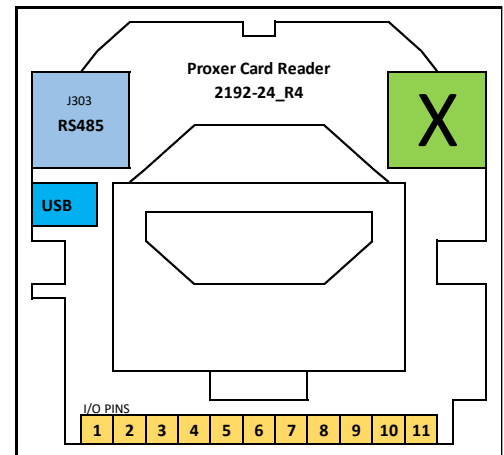 Proxer Card Reader
2192-24_R4
J303
RS485
X
USB
I/O PINS
1 2 3 4 5 6 7 8 9 10 11